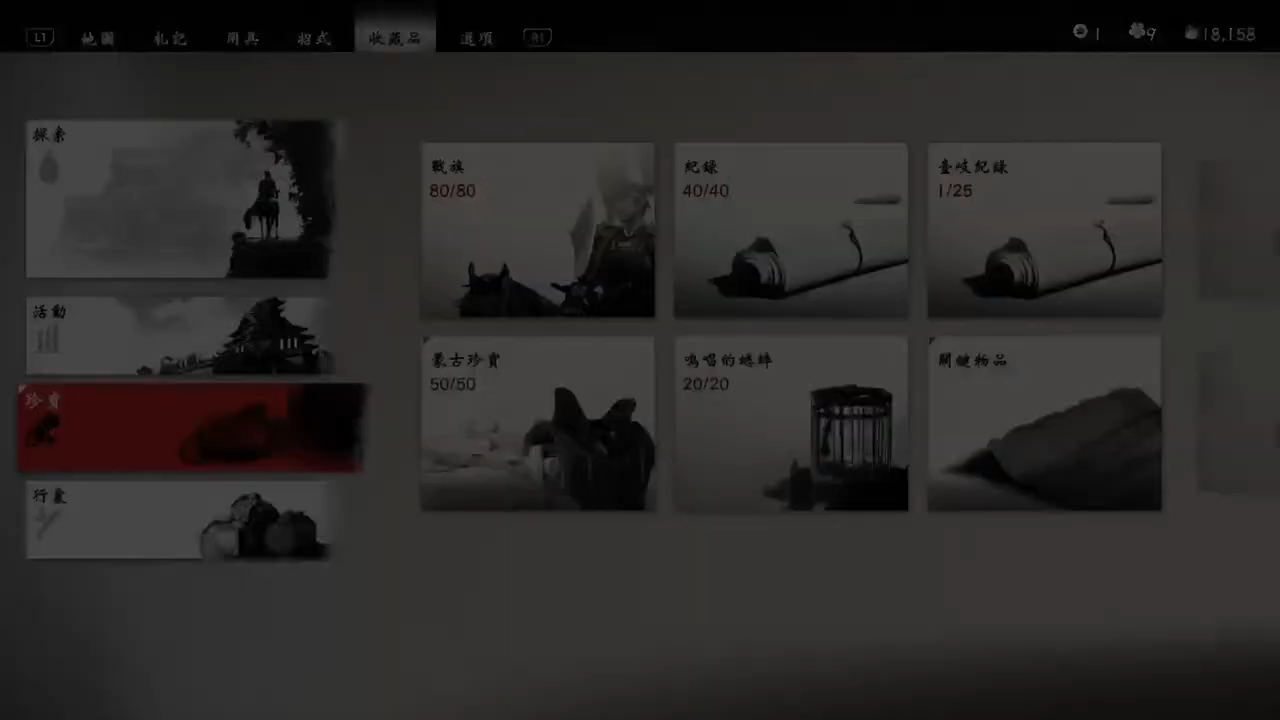 L1 地圖 札記 用具 招式 收藏品 選項 R1
1 9 18,158
探索
活動
珍寶
行囊
戰旗
80/80
紀錄
40/40
壹岐紀錄
1/25
蒙古珍寶
50/50
鳴唱的蟋蟀
20/20
關鍵物品